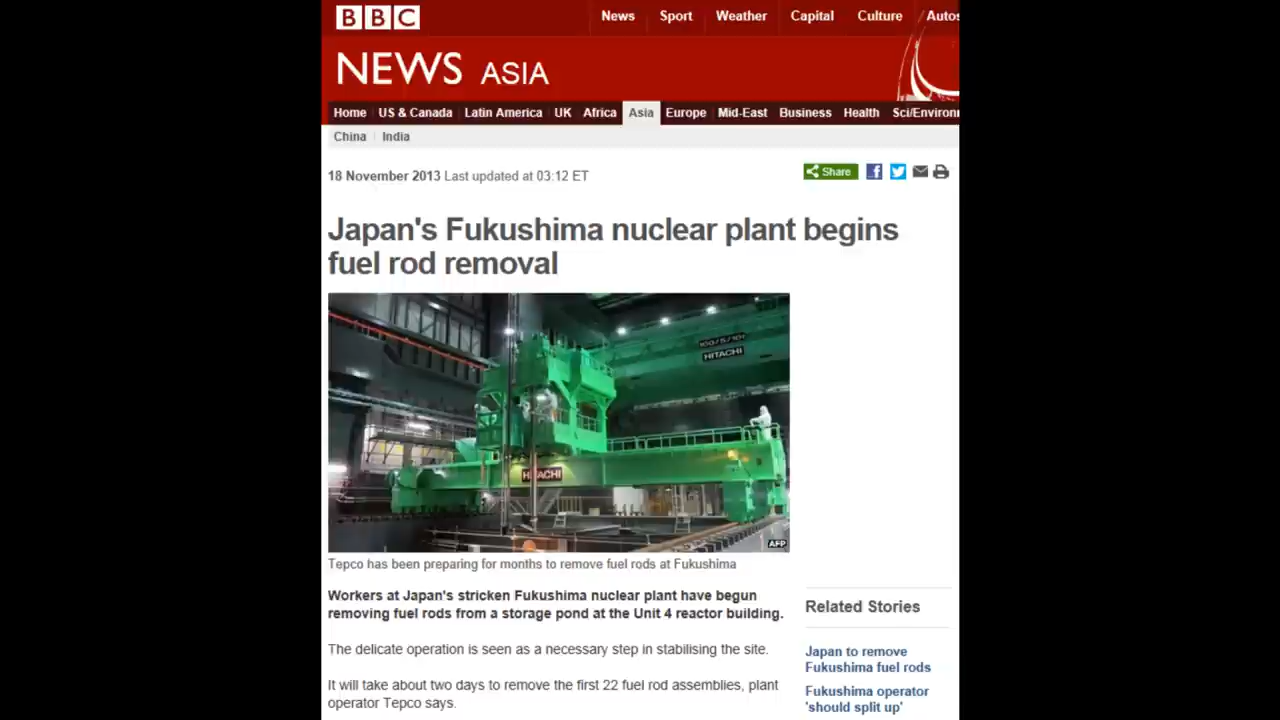 BBC News Sport Weather Capital Culture Autos
NEWS ASIA
Home US & Canada Latin America UK Africa Asia Europe Mid-East Business Health Sci/Environ
China India
18 November 2013 Last updated at 03:12 ET
Share
Japan's Fukushima nuclear plant begins
fuel rod removal
HITACHI
HITACHI
AFP
Tepco has been preparing for months to remove fuel rods at Fukushima
Workers at Japan's stricken Fukushima nuclear plant have begun
removing fuel rods from a storage pond at the Unit 4 reactor building.
The delicate operation is seen as a necessary step in stabilising the site.
It will take about two days to remove the first 22 fuel rod assemblies, plant
operator Tepco says.
Related Stories
Japan to remove
Fukushima fuel rods
Fukushima operator
'should split up'